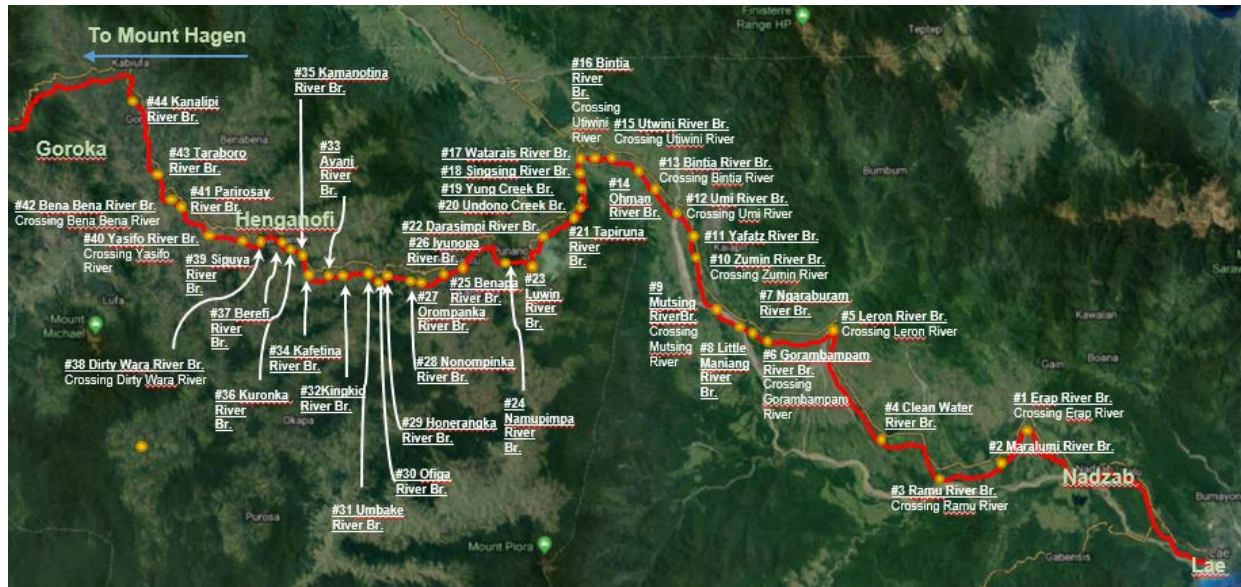 To Mount Hagen
Kabiufa
#44 Kanalipi
River Br.
Goroka
Benabena
#43 Taraboro
River Br.
#41 Parirosay
River Br.
#42 Bena Bena River Br.
Crossing Bena Bena River
Henganofi
#40 Yasifo River Br.
Crossing Yasifo
River
#39 Siguya
River
Br.
Lufa
Mount
Michael
#38 Dirty Wara River Br.
Crossing Dirty Wara River
#37 Berefi
River
Br.
#36 Kuronka
River
Br.
#35 Kamanotina
River Br.
#34 Kafetina
River Br.
#33
Avani
River
Br.
#32Kingkio
River Br.
Okapa
#31 Umbake
River Br.
#30 Ofiga
River Br.
#29 Honerangka
River Br.
#28 Nonompinka
River Br.
#27
Orompanka
River Br.
#26 Iyunopa
River Br.
#25 Benapa
River Br.
#24
Namupimpa
River
Br.
#23
Luwin
River
Br.
#22 Darasimpi River Br.
#21 Tapiruna
River
Br.
#20 Undono Creek Br.
#19 Yung Creek Br.
#18 Singsing River Br.
#17 Watarais River Br.
#16 Bintia
River
Br.
Crossing
Utiwini
River
#15 Utwini River Br.
Crossing Utiwini River
#14
Ohman
River Br.
#13 Bintia River Br.
Crossing Bintia River
#12 Umi River Br.
Crossing Umi River
#11 Yafatz River Br.
Kaiapit
#10 Zumin River Br.
Crossing Zumin River
#9
Mutsing
RiverBr.
Crossing
Mutsing
River
#8 Little
Maniang
River
Br.
#7 Ngaraburam
River Br.
#6 Gorambampam
River Br.
Crossing
Gorambampam
River
#5 Leron River Br.
Crossing Leron River
#4 Clean Water
River Br.
#3 Ramu River Br.
Crossing Ramu River
#2 Maralumi River Br.
#1 Erap River Br.
Crossing Erap River
Nadzab
Lae
Finisterre
Range HP
Teptep
Bumbum
Kawalan
Gain
Boana
Bumayong
Gabensis
Lae
Purosa
Mount Piora